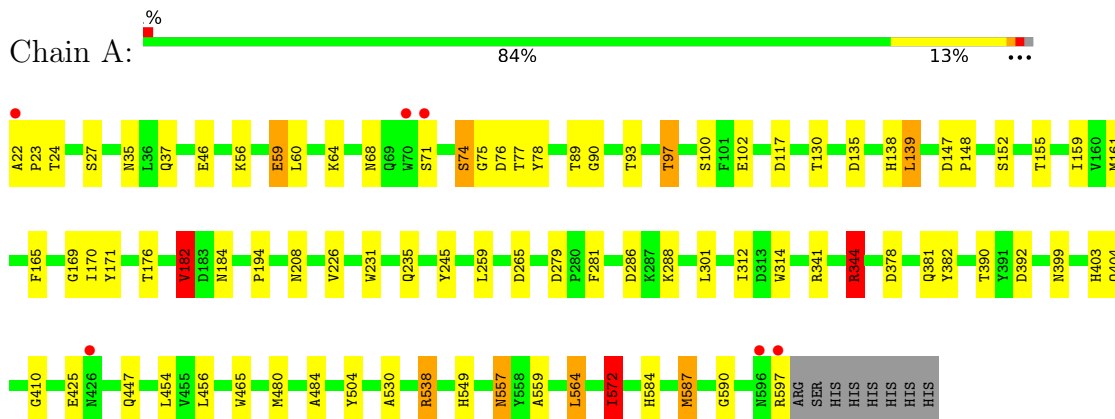 .%
Chain A:
84% 13% •••
A22 P23 T24 S27 N35 L36 Q37 E46 K56 E59 L60 K64 N68 Q69 W70 S71 S74 G75 D76 T77 Y78 T89 G90 T93 T97 S100 F101 E102 D117 T130 D135 H138 L139 D147 P148 S152 T155 I159 V160 M161
F165 G169 I170 Y171 T176 V182 D183 N184 P194 N208 V226 W231 Q235 Y245 L259 D265 D279 P280 F281 D286 K287 K288 L301 I312 D313 W314 R341 R344 D378 Q381 Y382 T390 Y391 D392 N399 H403
G410 E425 N426 Q447 L454 V455 L456 W465 M480 A484 Y504 A530 R538 H549 N557 Y558 A559 L564 I572 H584 M587 G590 N596 R597 ARG SER HIS HIS HIS HIS HIS HIS